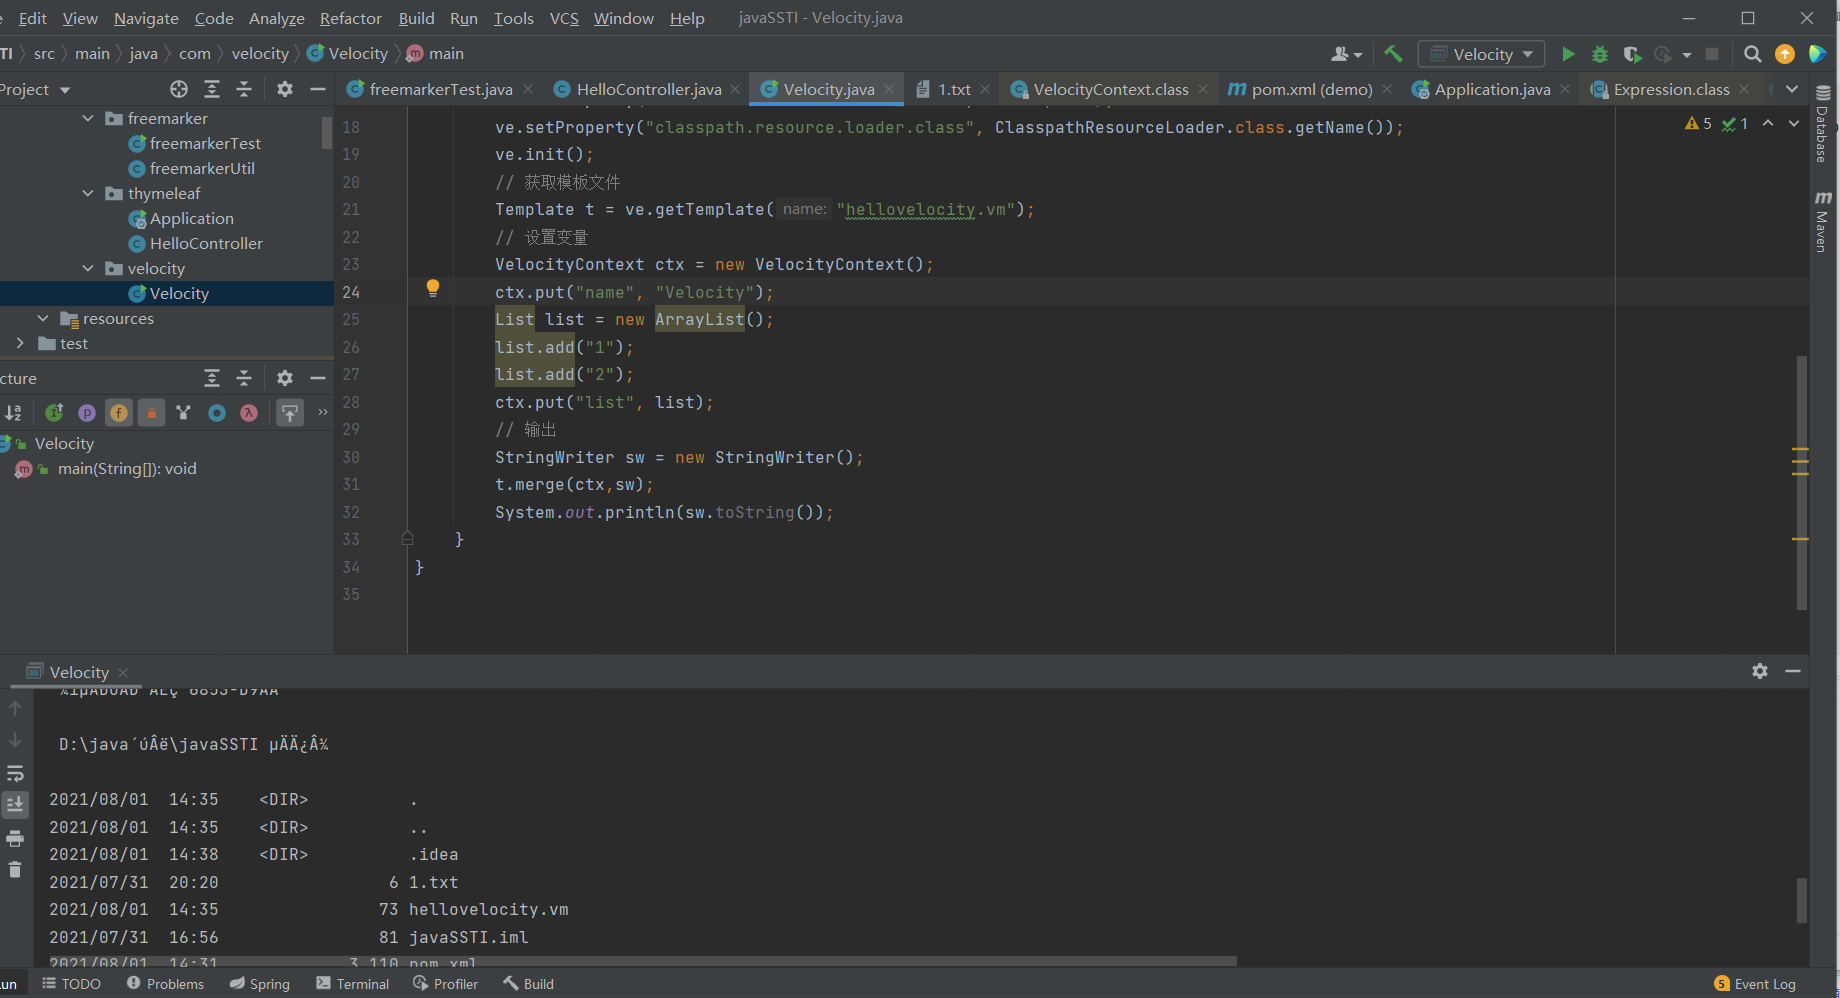 Edit View Navigate Code Analyze Refactor Build Run Tools VCS Window Help javaSSTI - Velocity.java
TI src main java com velocity Velocity main Velocity
Project freemarkerTest.java HelloController.java Velocity.java 1.txt VelocityContext.class pom.xml (demo) Application.java Expression.class
freemarker
freemarkerTest
freemarkerUtil
thymeleaf
Application
HelloController
velocity
Velocity
resources
test
cture
Velocity
main(String[]): void
5 1
18 ve.setProperty("classpath.resource.loader.class", ClasspathResourceLoader.class.getName());
19 ve.init();
20 // 获取模板文件
21 Template t = ve.getTemplate( name: "hellovelocity.vm");
22 // 设置变量
23 VelocityContext ctx = new VelocityContext();
24 ctx.put("name", "Velocity");
25 List list = new ArrayList();
26 list.add("1");
27 list.add("2");
28 ctx.put("list", list);
29 // 输出
30 StringWriter sw = new StringWriter();
31 t.merge(ctx,sw);
32 System.out.println(sw.toString());
33 }
34 }
35
Database
Maven
Velocity
D:\java´úÂë\javaSSTI µÄÄ¿Â¼
2021/08/01 14:35 <DIR> .
2021/08/01 14:35 <DIR> ..
2021/08/01 14:38 <DIR> .idea
2021/07/31 20:20 6 1.txt
2021/08/01 14:35 73 hellovelocity.vm
2021/07/31 16:56 81 javaSSTI.iml
2021/08/01 14:31 3,110 pom.xml
un TODO Problems Spring Terminal Profiler Build 5 Event Log